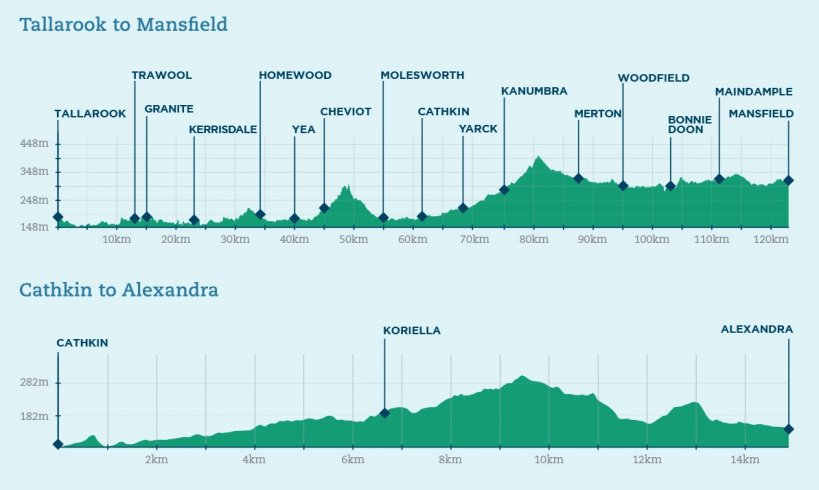 Tallarook to Mansfield
TRAWOOL
HOMEWOOD
MOLESWORTH
WOODFIELD
KANUMBRA
MAINDAMPLE
TALLAROOK
GRANITE
CHEVIOT
CATHKIN
MERTON
BONNIE
DOON
MANSFIELD
KERRISDALE
YEA
YARCK
448m
348m
248m
148m
10km
20km
30km
40km
50km
60km
70km
80km
90km
100km
110km
120km
Cathkin to Alexandra
CATHKIN
KORIELLA
ALEXANDRA
282m
182m
2km
4km
6km
8km
10km
12km
14km